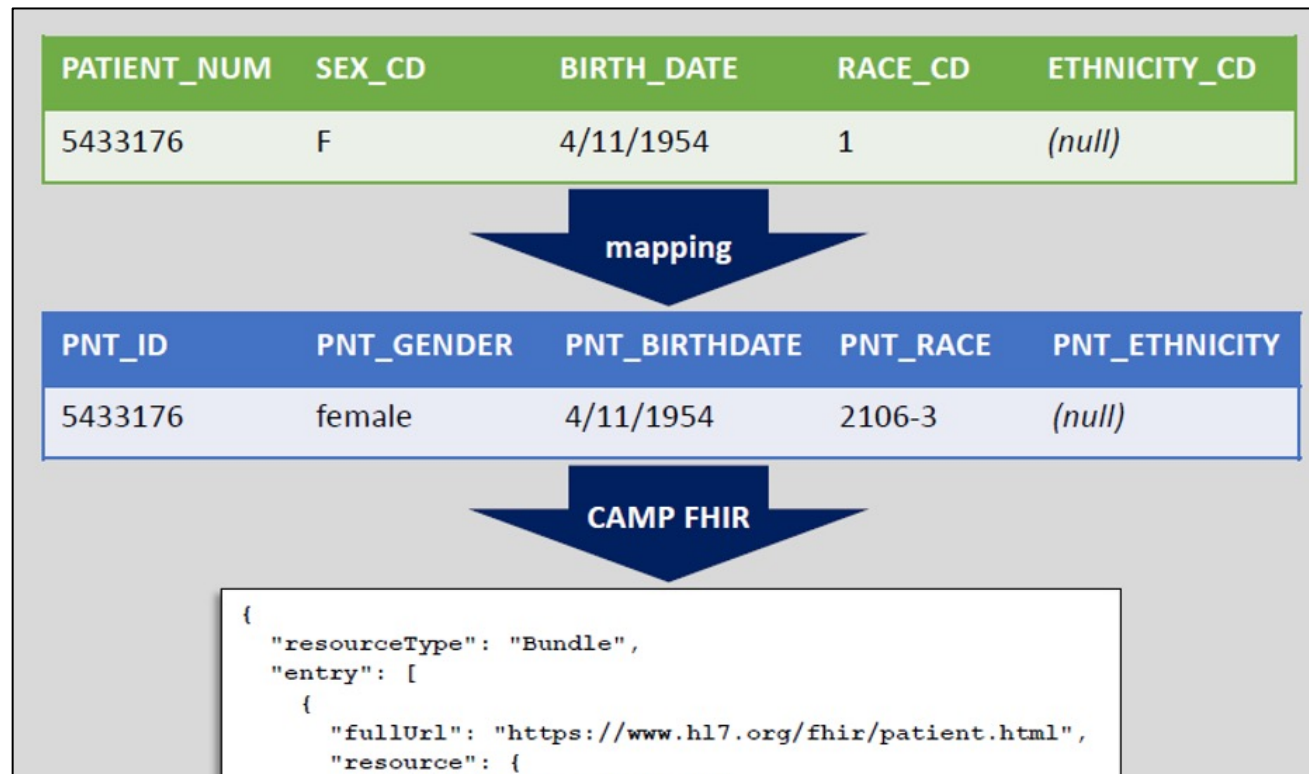 PATIENT_NUM SEX_CD BIRTH_DATE RACE_CD ETHNICITY_CD
5433176 F 4/11/1954 1 (null)
mapping
PNT_ID PNT_GENDER PNT_BIRTHDATE PNT_RACE PNT_ETHNICITY
5433176 female 4/11/1954 2106-3 (null)
CAMP FHIR
{
"resourceType": "Bundle",
"entry": [
{
"fullUrl": "https://www.hl7.org/fhir/patient.html",
"resource": {